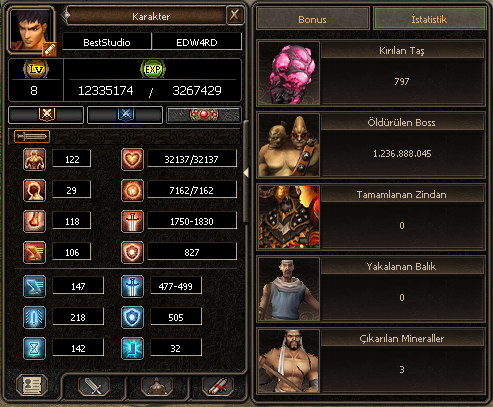 Karakter
BestStudio EDW4RD
LV EXP
8 12335174 / 3267429
122 32137/32137
29 7162/7162
118 1750-1830
106 827
147 477-499
218 505
142 32
Bonus İstatistik
Kırılan Taş
797
Öldürülen Boss
1.236.888.045
Tamamlanan Zindan
0
Yakalanan Balık
0
Çıkarılan Mineraller
3